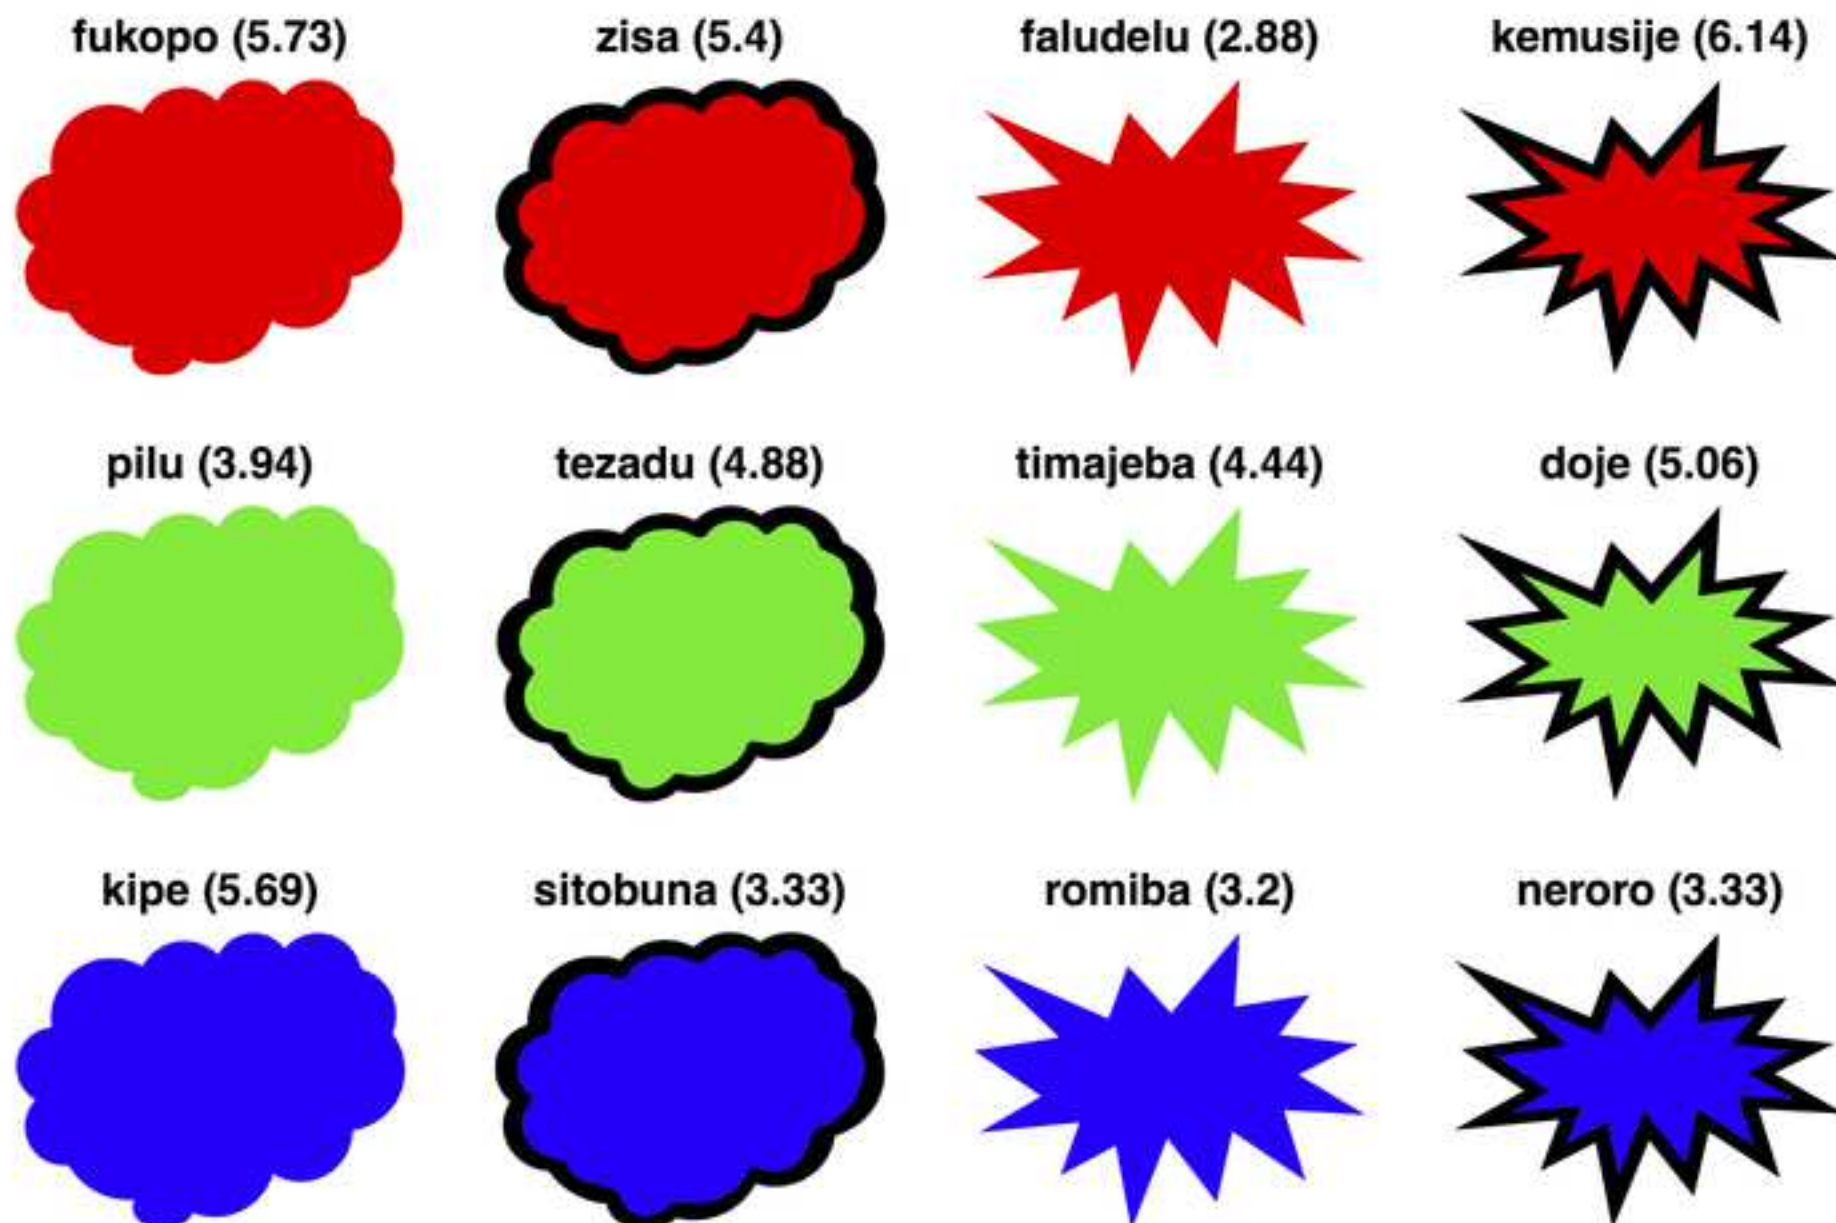 fukopo (5.73) zisa (5.4) faludelu (2.88) kemusije (6.14)
pilu (3.94) tezadu (4.88) timajeba (4.44) doje (5.06)
kipe (5.69) sitobuna (3.33) romiba (3.2) neroro (3.33)